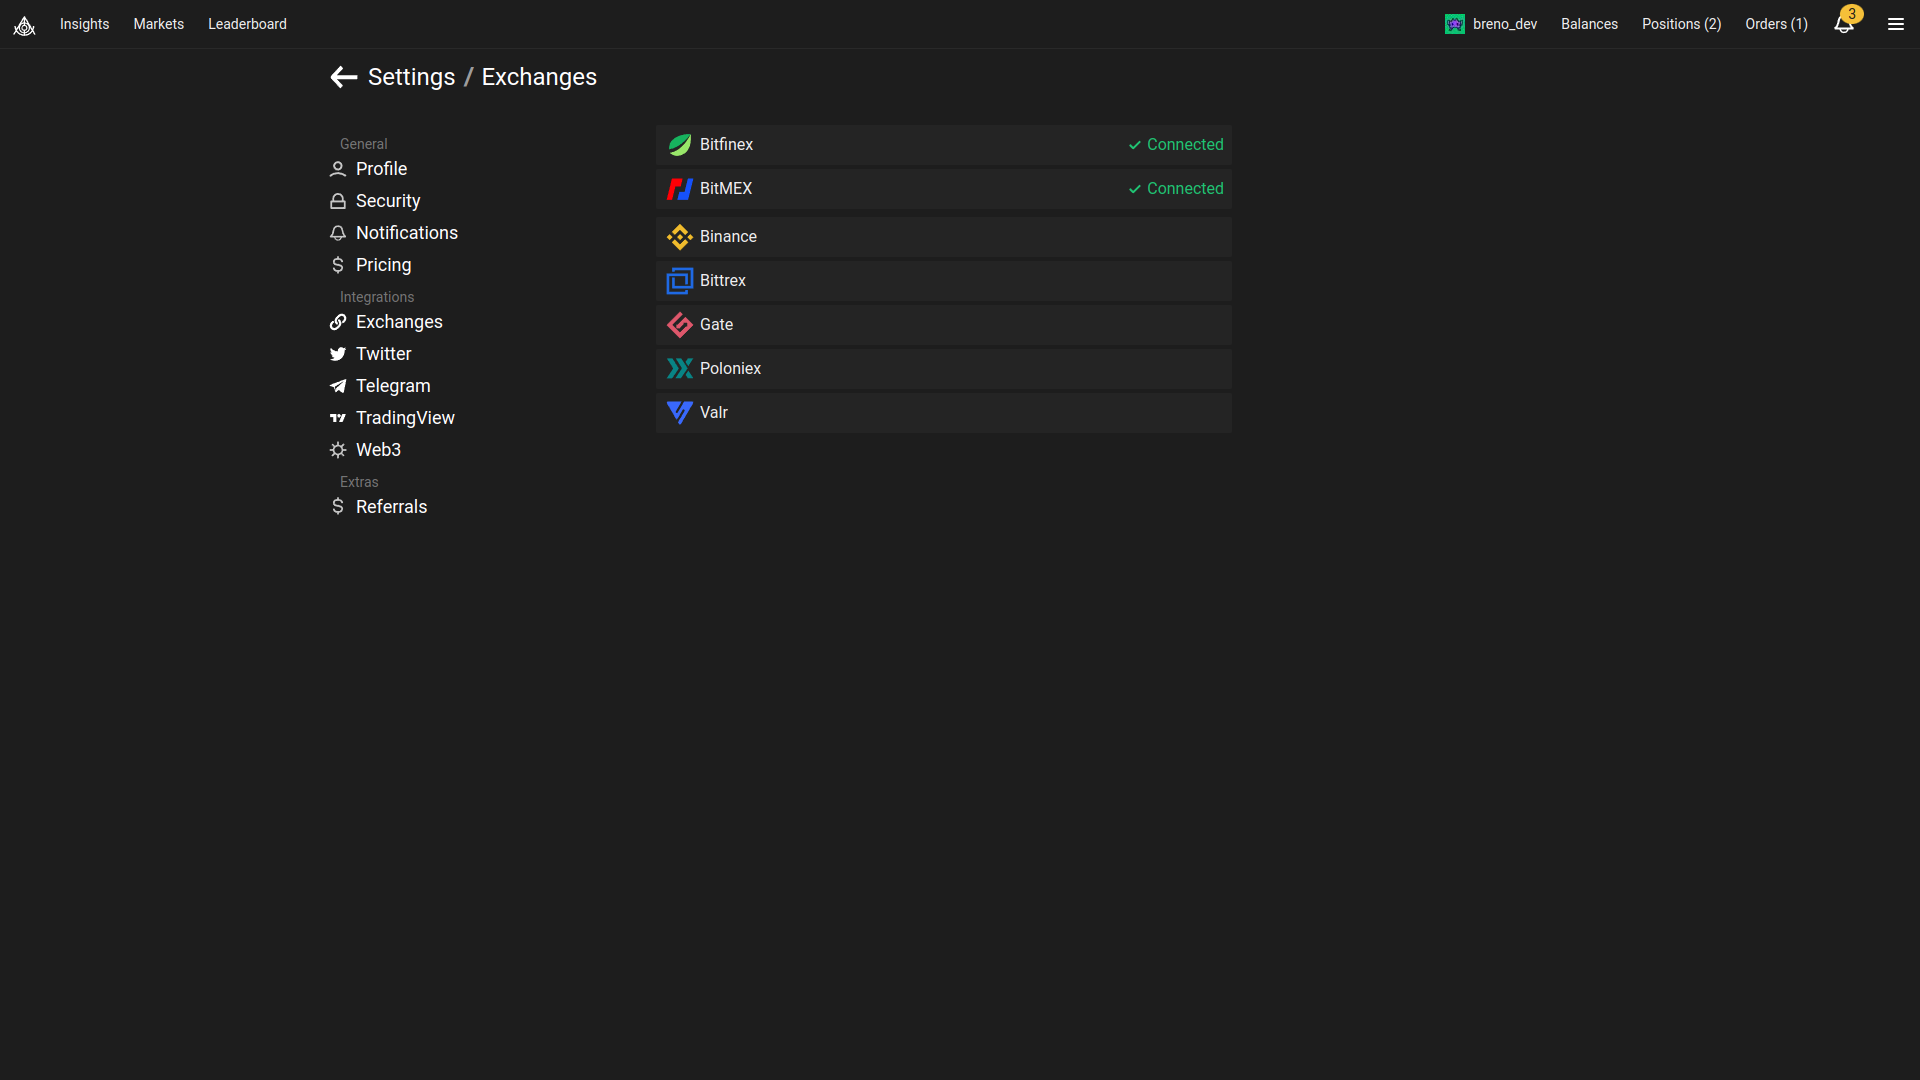 Insights Markets Leaderboard breno_dev Balances Positions (2) Orders (1) 3
Settings / Exchanges
General
Profile
Security
Notifications
Pricing
Integrations
Exchanges
Twitter
Telegram
TradingView
Web3
Extras
Referrals
Bitfinex Connected
BitMEX Connected
Binance
Bittrex
Gate
Poloniex
Valr